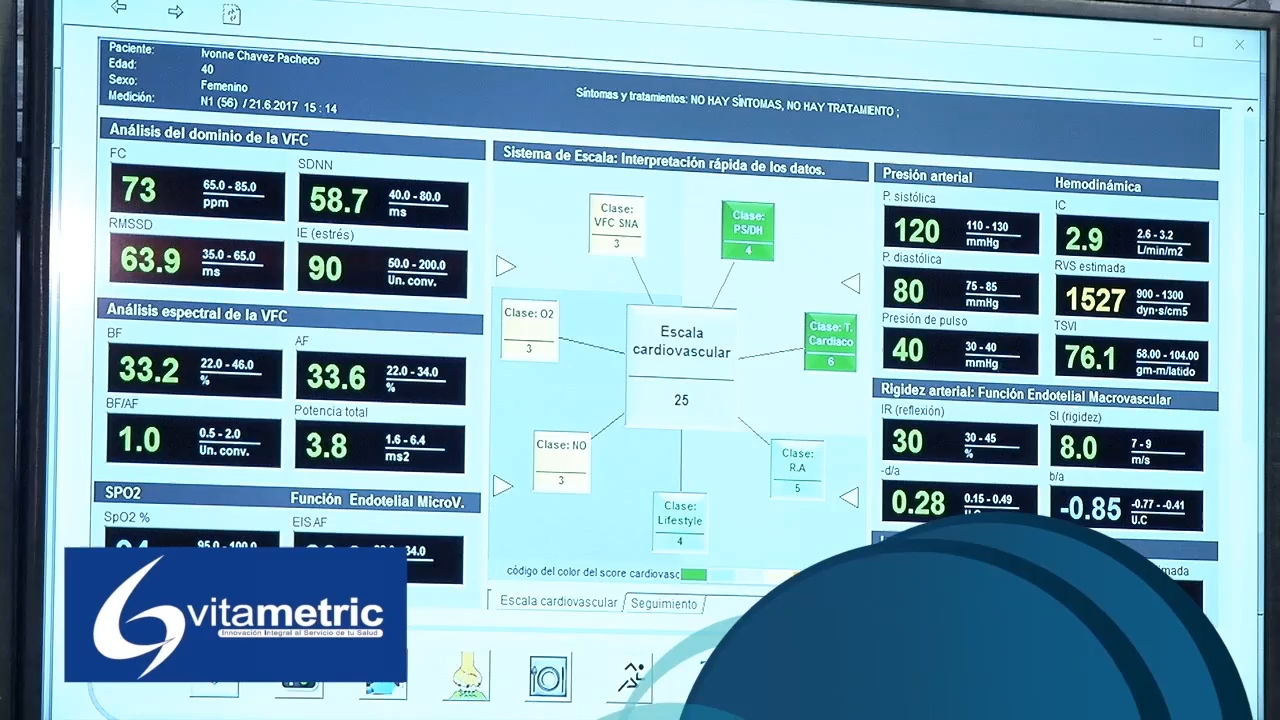 Paciente: Ivonne Chavez Pacheco
Edad: 40
Sexo: Femenino
Medición: N1 (56) / 21.6.2017 15 : 14
Síntomas y tratamientos: NO HAY SÍNTOMAS, NO HAY TRATAMIENTO ;
Análisis del dominio de la VFC
FC
73 65.0 - 85.0
ppm
SDNN
58.7 40.0 - 80.0
ms
RMSSD
63.9 35.0 - 65.0
ms
IE (estrés)
90 50.0 - 200.0
Un. conv.
Análisis espectral de la VFC
BF
33.2 22.0 - 46.0
%
AF
33.6 22.0 - 34.0
%
BF/AF
1.0 0.5 - 2.0
Un. conv.
Potencia total
3.8 1.6 - 6.4
ms2
SPO2
Función Endotelial MicroV.
SpO2 %
95.0 - 100.0
EIS AF
Sistema de Escala: Interpretación rápida de los datos.
Clase:
VFC SNA
3
Clase:
PS/DH
4
Clase: O2
3
Escala
cardiovascular
25
Clase: T.
Cardiaco
6
Clase: NO
3
Clase:
R.A
5
Clase:
Lifestyle
4
código del color del score cardiovasc
Escala cardiovascular
Seguimiento
Presión arterial
P. sistólica
120 110 - 130
mmHg
P. diastólica
80 75 - 85
mmHg
Presión de pulso
40 30 - 40
mmHg
Hemodinámica
IC
2.9 2.6 - 3.2
L/min/m2
RVS estimada
1527 900 - 1300
dyn·s/cm5
TSVI
76.1 58.00 - 104.00
gm-m/latido
Rigidez arterial: Función Endotelial Macrovascular
IR (reflexión)
30 30 - 45
%
SI (rigidez)
8.0 7 - 9
m/s
-d/a
0.28 0.15 - 0.49
b/a
-0.85 -0.77 - -0.41
U.C
vitametric
Innovación Integral al Servicio de tu Salud